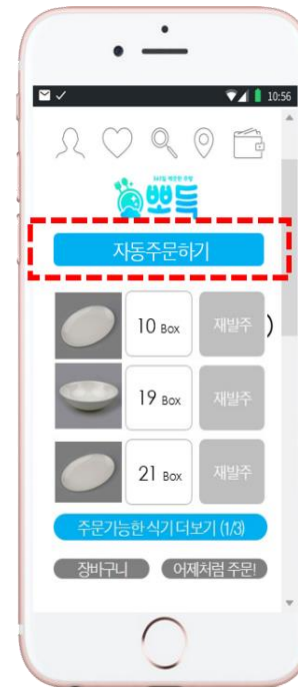 10:56
뽀득
자동주문하기
10 Box 재발주 )
19 Box 재발주
21 Box 재발주
주문가능한 식기 더보기 (1/3)
장바구니 어제처럼 주문!